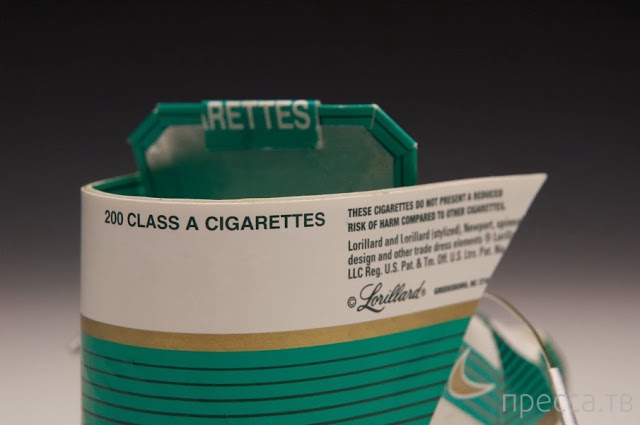 RETTES
200 CLASS A CIGARETTES
THESE CIGARETTES DO NOT PRESENT A REDUCED
RISK OF HARM COMPARED TO OTHER CIGARETTES.
Lorillard and Lorillard (stylized), Newport,
design and other trade dress elements ®
LLC Reg. U.S. Pat. & Tm. Off. U.S. Ltrs. Pat.
© Lorillard®
GREENSBORO, NC
пресса.тв